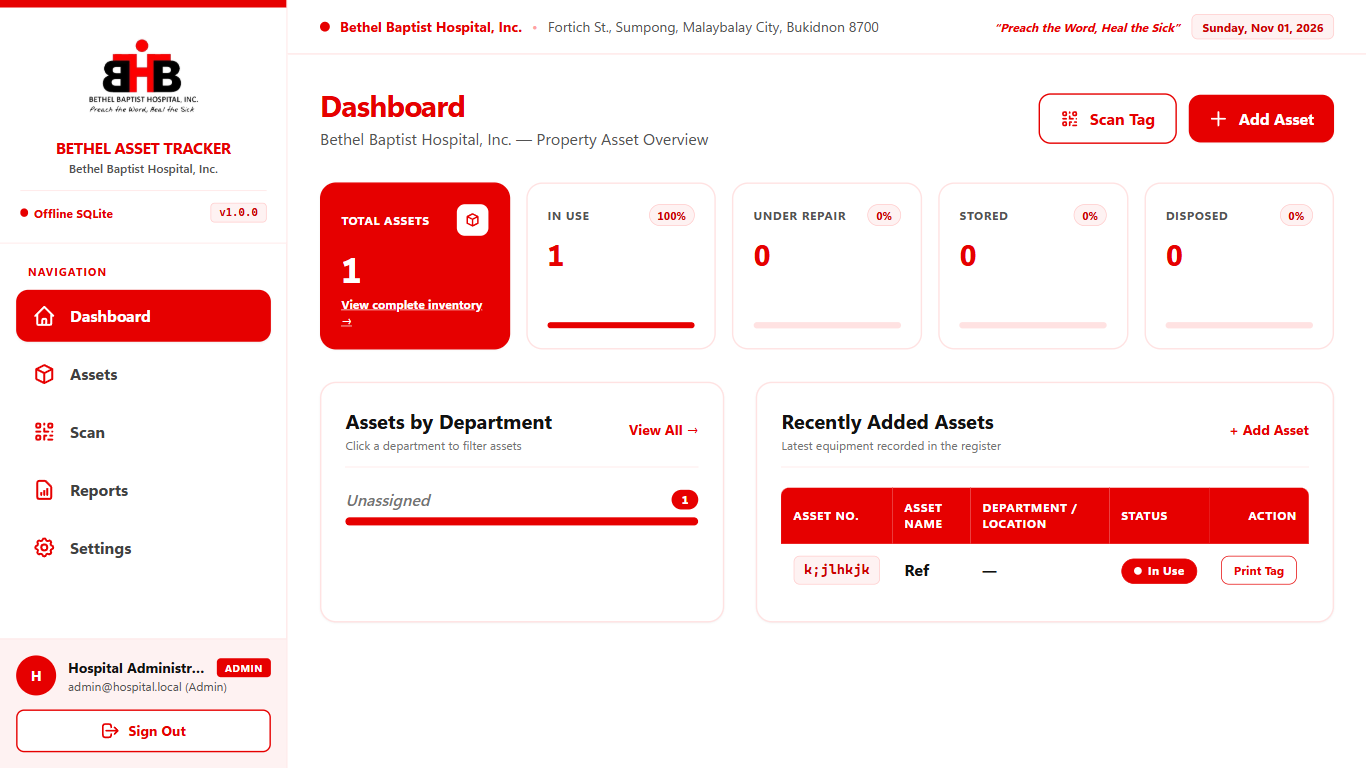 BHB
BETHEL BAPTIST HOSPITAL, INC.
Preach the Word, Heal the Sick
BETHEL ASSET TRACKER
Bethel Baptist Hospital, Inc.
Offline SQLite
v1.0.0
NAVIGATION
Dashboard
Assets
Scan
Reports
Settings
H
Hospital Administr...
ADMIN
admin@hospital.local (Admin)
Sign Out
Bethel Baptist Hospital, Inc. • Fortich St., Sumpong, Malaybalay City, Bukidnon 8700
“Preach the Word, Heal the Sick”
Sunday, Nov 01, 2026
Dashboard
Bethel Baptist Hospital, Inc. — Property Asset Overview
Scan Tag
+ Add Asset
TOTAL ASSETS
1
View complete inventory
→
IN USE
100%
1
UNDER REPAIR
0%
0
STORED
0%
0
DISPOSED
0%
0
Assets by Department
Click a department to filter assets
View All →
Unassigned
1
Recently Added Assets
Latest equipment recorded in the register
+ Add Asset
ASSET NO.
ASSET
NAME
DEPARTMENT /
LOCATION
STATUS
ACTION
k;jlhkjk
Ref
—
In Use
Print Tag